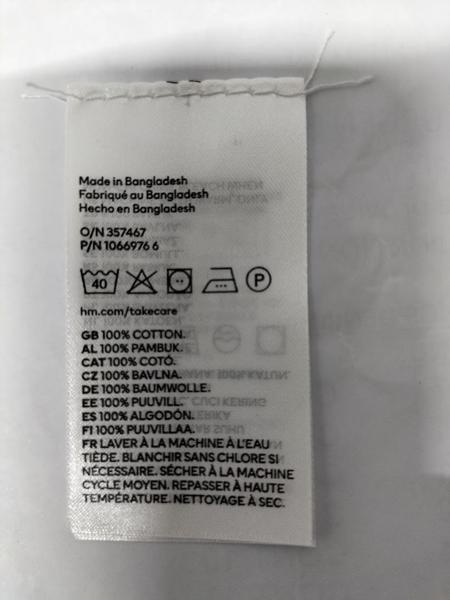 Made in Bangladesh
Fabriqué au Bangladesh
Hecho en Bangladesh
O/N 357467
P/N 1066976 6
40
P
hm.com/takecare
GB 100% COTTON.
AL 100% PAMBUK.
CAT 100% COTÓ.
CZ 100% BAVLNA.
DE 100% BAUMWOLLE.
EE 100% PUUVILL.
ES 100% ALGODÓN.
FI 100% PUUVILLAA.
FR LAVER À LA MACHINE À L'EAU
TIÈDE. BLANCHIR SANS CHLORE SI
NÉCESSAIRE. SÉCHER À LA MACHINE
CYCLE MOYEN. REPASSER À HAUTE
TEMPÉRATURE. NETTOYAGE À SEC.